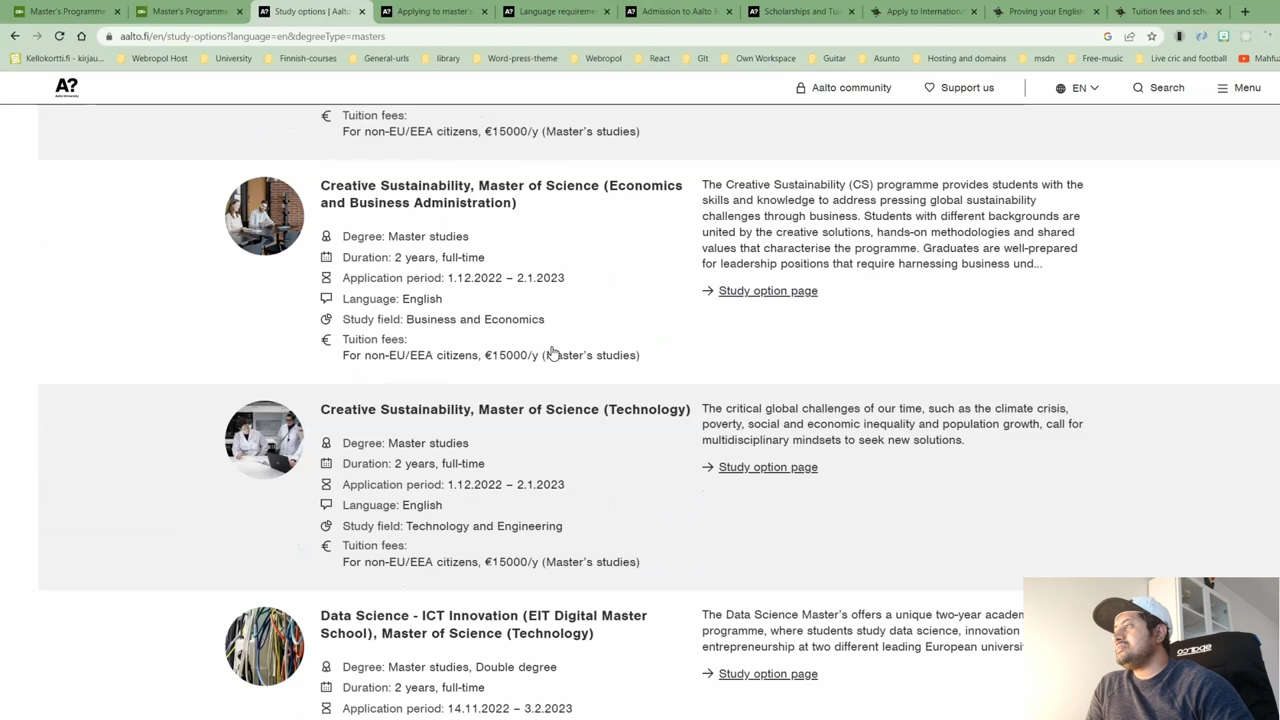 Master's Programme
Master's Programme
A? Study options | Aalto
A? Applying to master's
A? Language requireme
A? Admission to Aalto B
A? Scholarships and Tui
Apply to Internationa
Proving your English
Tuition fees and sch
aalto.fi/en/study-options?language=en&degreeType=masters
Kellokortti.fi - kirjau...
Webropol Host
University
Finnish-courses
General-urls
library
Word-press-theme
Webropol
React
GIt
Own Workspace
Guitar
Asunto
Hosting and domains
msdn
Free-music
Live cric and football
Mahfuz
A?
Aalto University
Aalto community
Support us
EN
Search
Menu
€ Tuition fees:
For non-EU/EEA citizens, €15000/y (Master's studies)
Creative Sustainability, Master of Science (Economics
and Business Administration)
Degree: Master studies
Duration: 2 years, full-time
Application period: 1.12.2022 – 2.1.2023
Language: English
Study field: Business and Economics
€ Tuition fees:
For non-EU/EEA citizens, €15000/y (Master's studies)
The Creative Sustainability (CS) programme provides students with the
skills and knowledge to address pressing global sustainability
challenges through business. Students with different backgrounds are
united by the creative solutions, hands-on methodologies and shared
values that characterise the programme. Graduates are well-prepared
for leadership positions that require harnessing business und...
→ Study option page
Creative Sustainability, Master of Science (Technology)
Degree: Master studies
Duration: 2 years, full-time
Application period: 1.12.2022 – 2.1.2023
Language: English
Study field: Technology and Engineering
€ Tuition fees:
For non-EU/EEA citizens, €15000/y (Master's studies)
The critical global challenges of our time, such as the climate crisis,
poverty, social and economic inequality and population growth, call for
multidisciplinary mindsets to seek new solutions.
→ Study option page
Data Science - ICT Innovation (EIT Digital Master
School), Master of Science (Technology)
Degree: Master studies, Double degree
Duration: 2 years, full-time
Application period: 14.11.2022 – 3.2.2023
The Data Science Master's offers a unique two-year academ
programme, where students study data science, innovation
entrepreneurship at two different leading European universi
→ Study option page